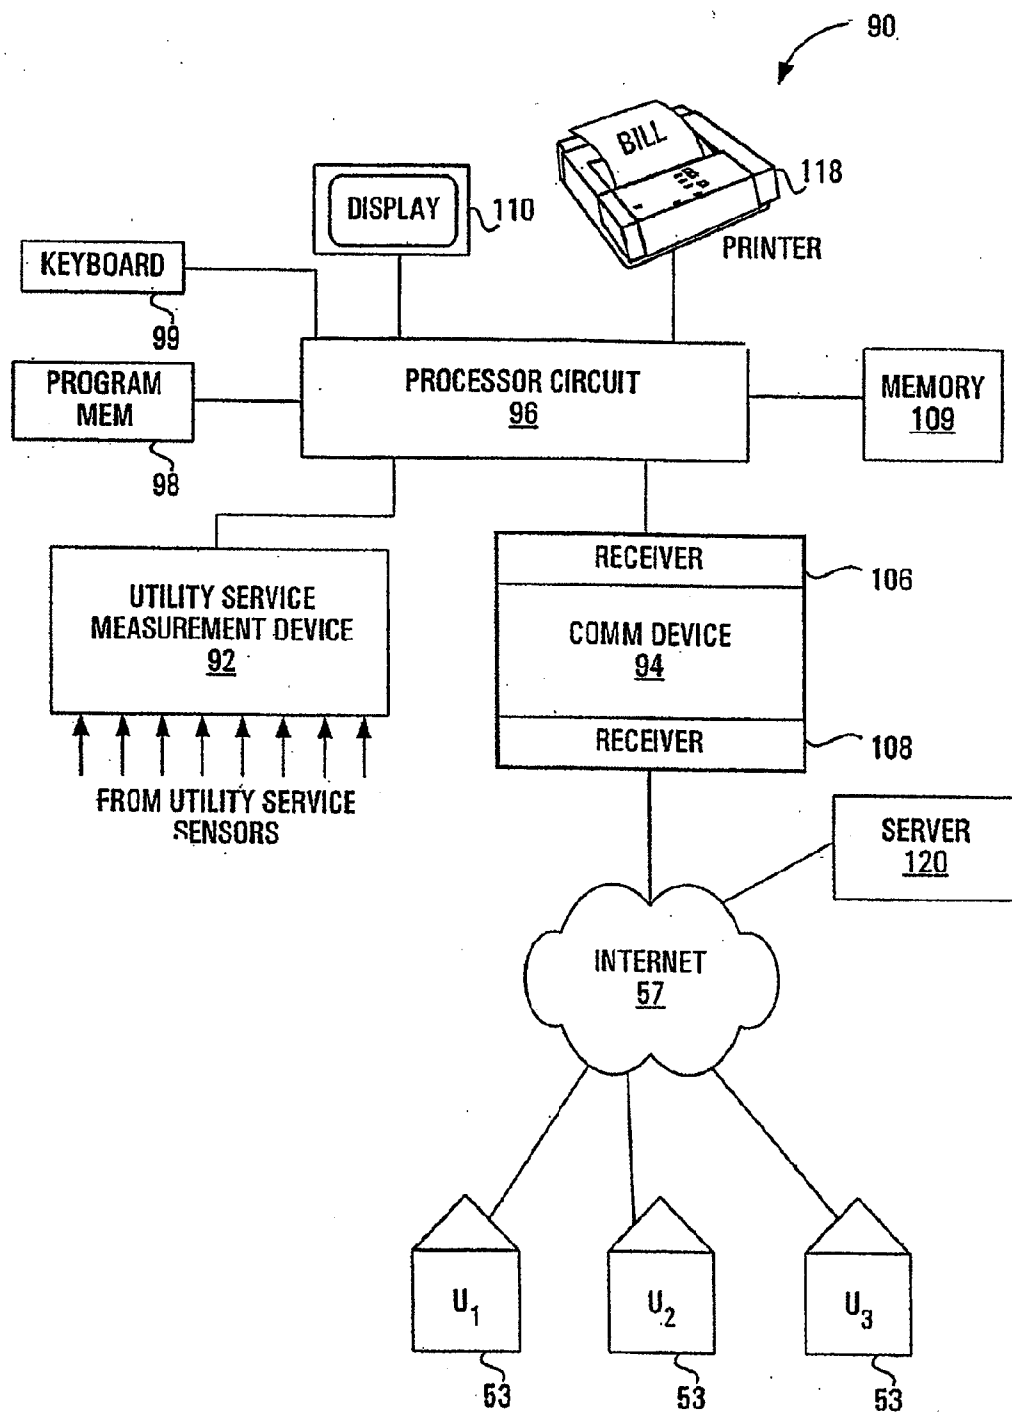 90
BILL
118
PRINTER
DISPLAY
110
KEYBOARD
99
PROGRAM
MEM
98
PROCESSOR CIRCUIT
96
MEMORY
109
UTILITY SERVICE
MEASUREMENT DEVICE
92
FROM UTILITY SERVICE
SENSORS
RECEIVER
106
COMM DEVICE
94
RECEIVER
108
SERVER
120
INTERNET
57
U1
U2
U3
53
53
53